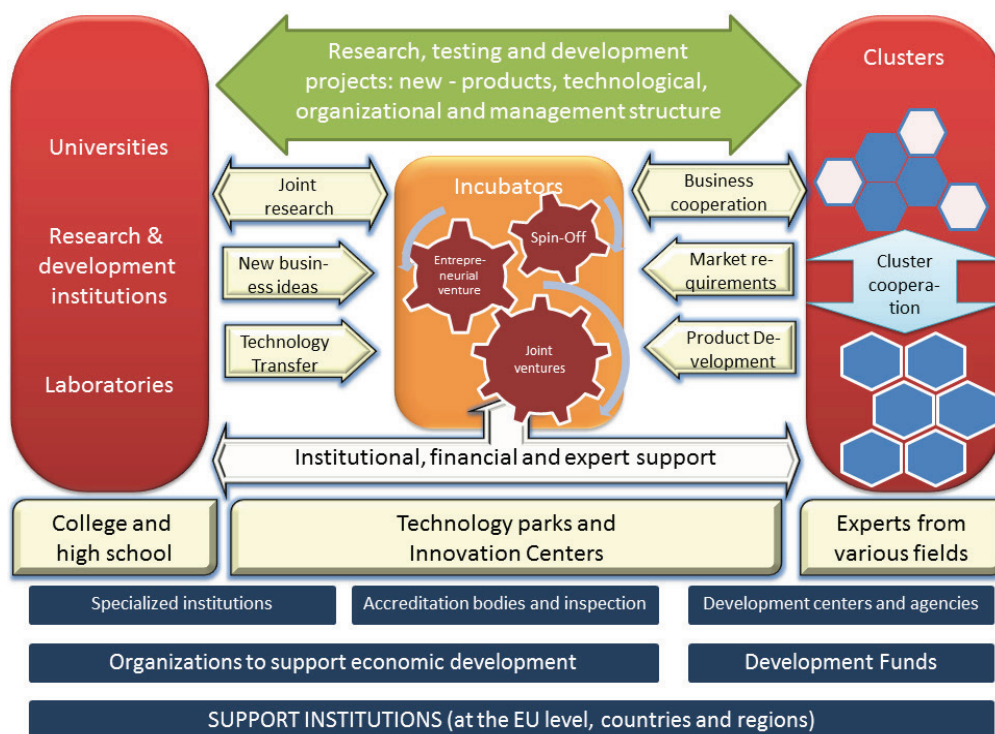 Research, testing and development
projects: new - products, technological,
organizational and management structure
Universities
Research &
development
institutions
Laboratories
Joint
research
New busin-
ess ideas
Technology
Transfer
Incubators
Spin-Off
Entrepre-
neurial
venture
Joint
ventures
Business
cooperation
Market re-
quirements
Product De-
velopment
Clusters
Cluster
coopera-
tion
Institutional, financial and expert support
College and
high school
Technology parks and
Innovation Centers
Experts from
various fields
Specialized institutions
Accreditation bodies and inspection
Development centers and agencies
Organizations to support economic development
Development Funds
SUPPORT INSTITUTIONS (at the EU level, countries and regions)